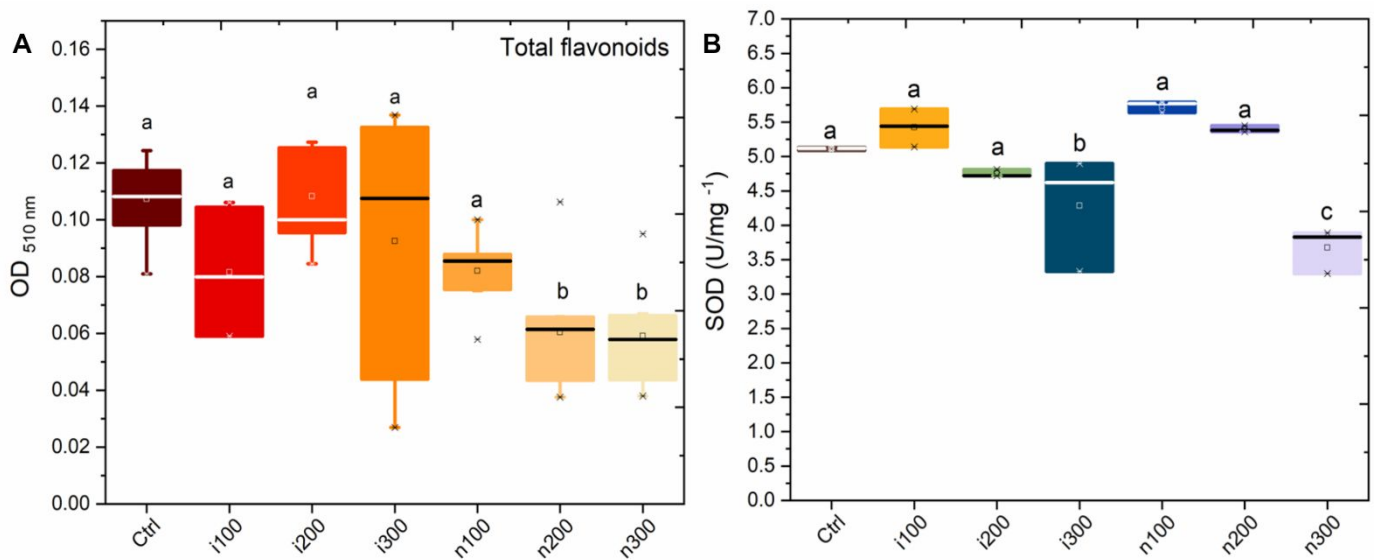 A
Total flavonoids
OD 510 nm
0.16
0.14
0.12
0.10
0.08
0.06
0.04
0.02
0.00
a
a
a
a
a
b
b
Ctrl
i100
i200
i300
n100
n200
n300
B
SOD (U/mg -1)
7.0
6.5
6.0
5.5
5.0
4.5
4.0
3.5
3.0
2.5
2.0
1.5
1.0
0.5
0.0
a
a
a
b
a
a
c
Ctrl
i100
i200
i300
n100
n200
n300